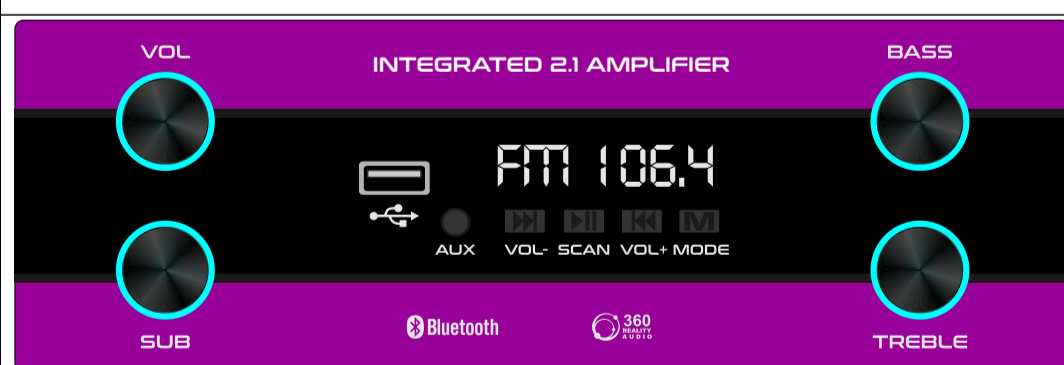 VOL
INTEGRATED 2.1 AMPLIFIER
BASS
FM 106.4
AUX
VOL- SCAN VOL+ MODE
M
SUB
Bluetooth
360
REALITY
AUDIO
TREBLE